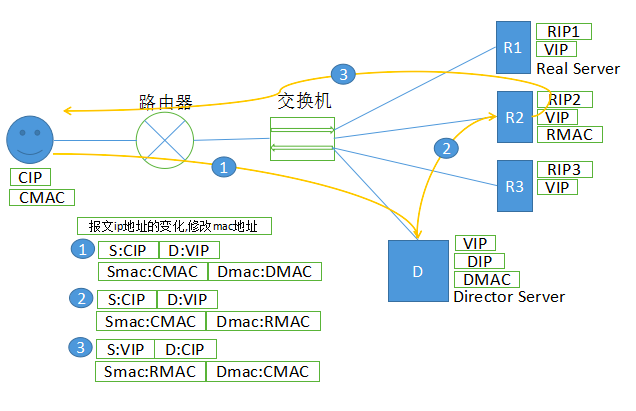 R1
RIP1
VIP
Real Server
3
路由器
交换机
R2
RIP2
VIP
RMAC
2
1
CIP
CMAC
R3
RIP3
VIP
报文ip地址的变化,修改mac地址
D
VIP
DIP
DMAC
Director Server
1
S:CIP D:VIP
Smac:CMAC Dmac:DMAC
2
S:CIP D:VIP
Smac:CMAC Dmac:RMAC
3
S:VIP D:CIP
Smac:RMAC Dmac:CMAC